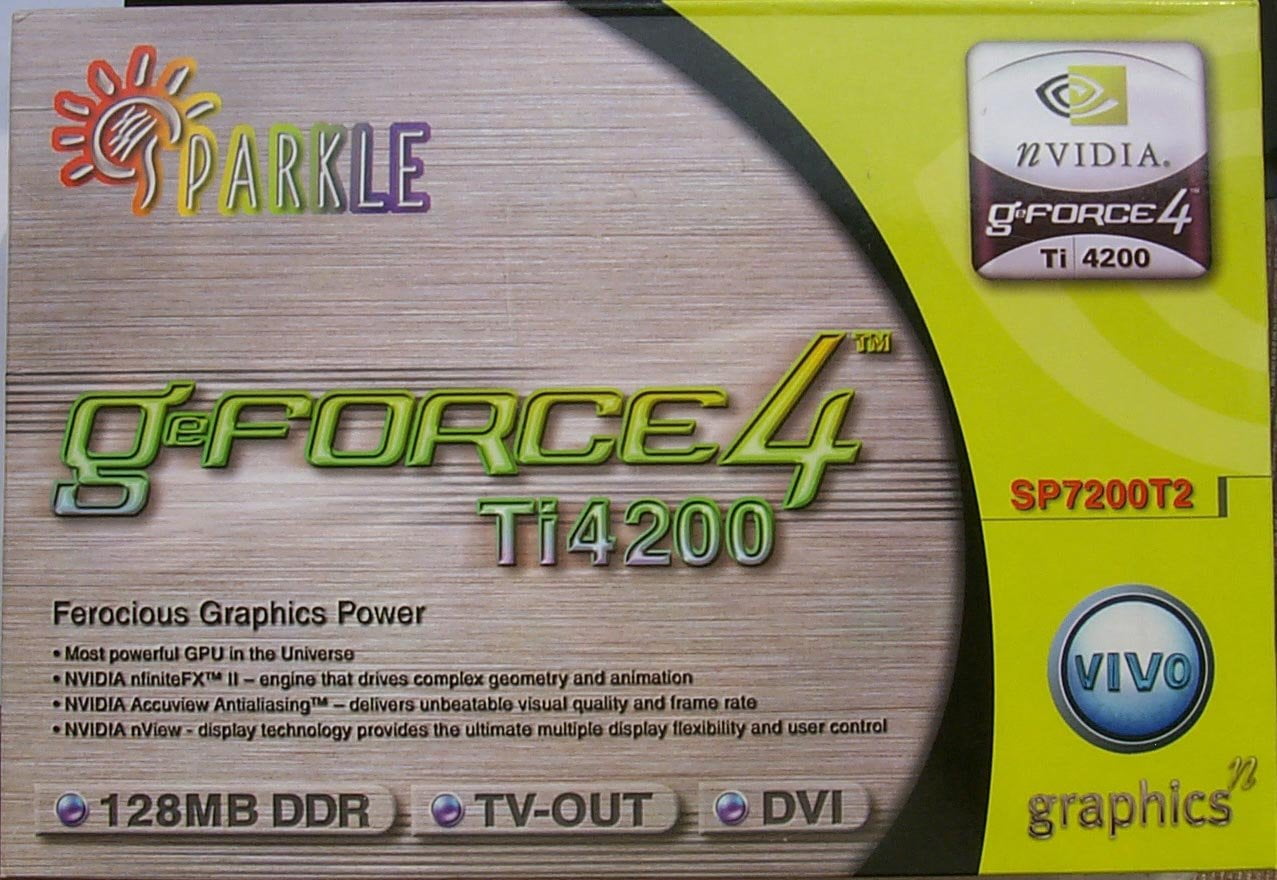 SPARKLE
nVIDIA.
geFORCE4™
Ti 4200
geFORCE4™
Ti4200
SP7200T2
Ferocious Graphics Power
• Most powerful GPU in the Universe
• NVIDIA nfiniteFX™ II – engine that drives complex geometry and animation
• NVIDIA Accuview Antialiasing™ – delivers unbeatable visual quality and frame rate
• NVIDIA nView - display technology provides the ultimate multiple display flexibility and user control
VIVO
128MB DDR
TV-OUT
DVI
graphics n